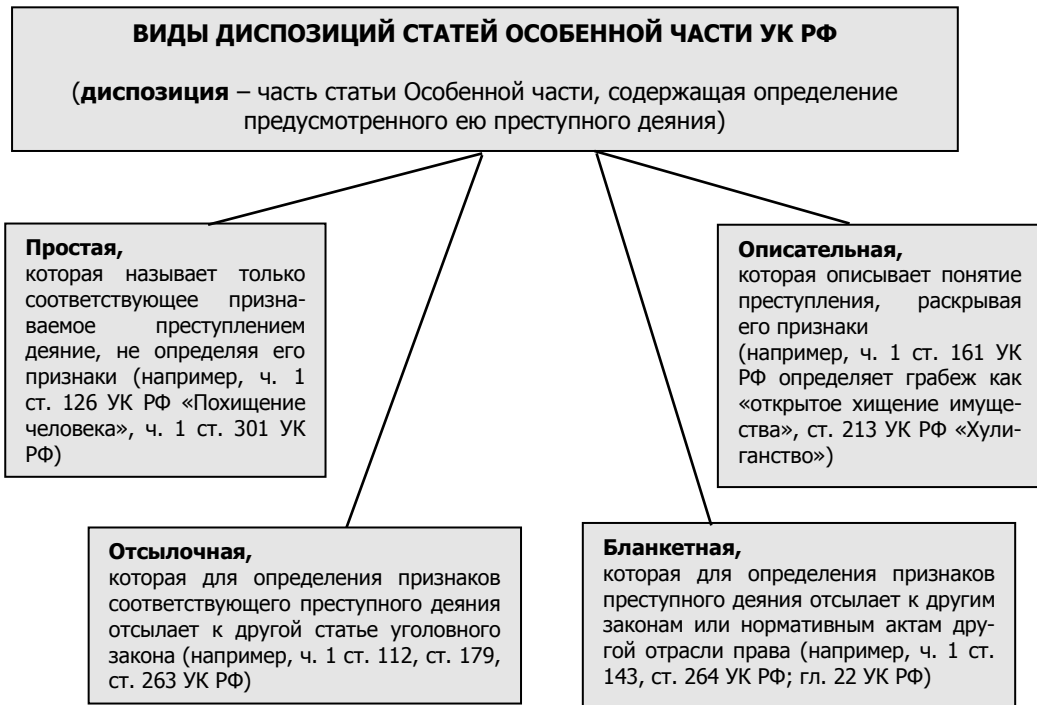 ВИДЫ ДИСПОЗИЦИЙ СТАТЕЙ ОСОБЕННОЙ ЧАСТИ УК РФ
(диспозиция – часть статьи Особенной части, содержащая определение
предусмотренного ею преступного деяния)
Простая,
которая называет только
соответствующее призна-
ваемое преступлением
деяние, не определяя его
признаки (например, ч. 1
ст. 126 УК РФ «Похищение
человека», ч. 1 ст. 301 УК
РФ)
Описательная,
которая описывает понятие
преступления, раскрывая
его признаки
(например, ч. 1 ст. 161 УК
РФ определяет грабеж как
«открытое хищение имуще-
ства», ст. 213 УК РФ «Хули-
ганство»)
Отсылочная,
которая для определения признаков
соответствующего преступного деяния
отсылает к другой статье уголовного
закона (например, ч. 1 ст. 112, ст. 179,
ст. 263 УК РФ)
Бланкетная,
которая для определения признаков
преступного деяния отсылает к другим
законам или нормативным актам дру-
гой отрасли права (например, ч. 1 ст.
143, ст. 264 УК РФ; гл. 22 УК РФ)